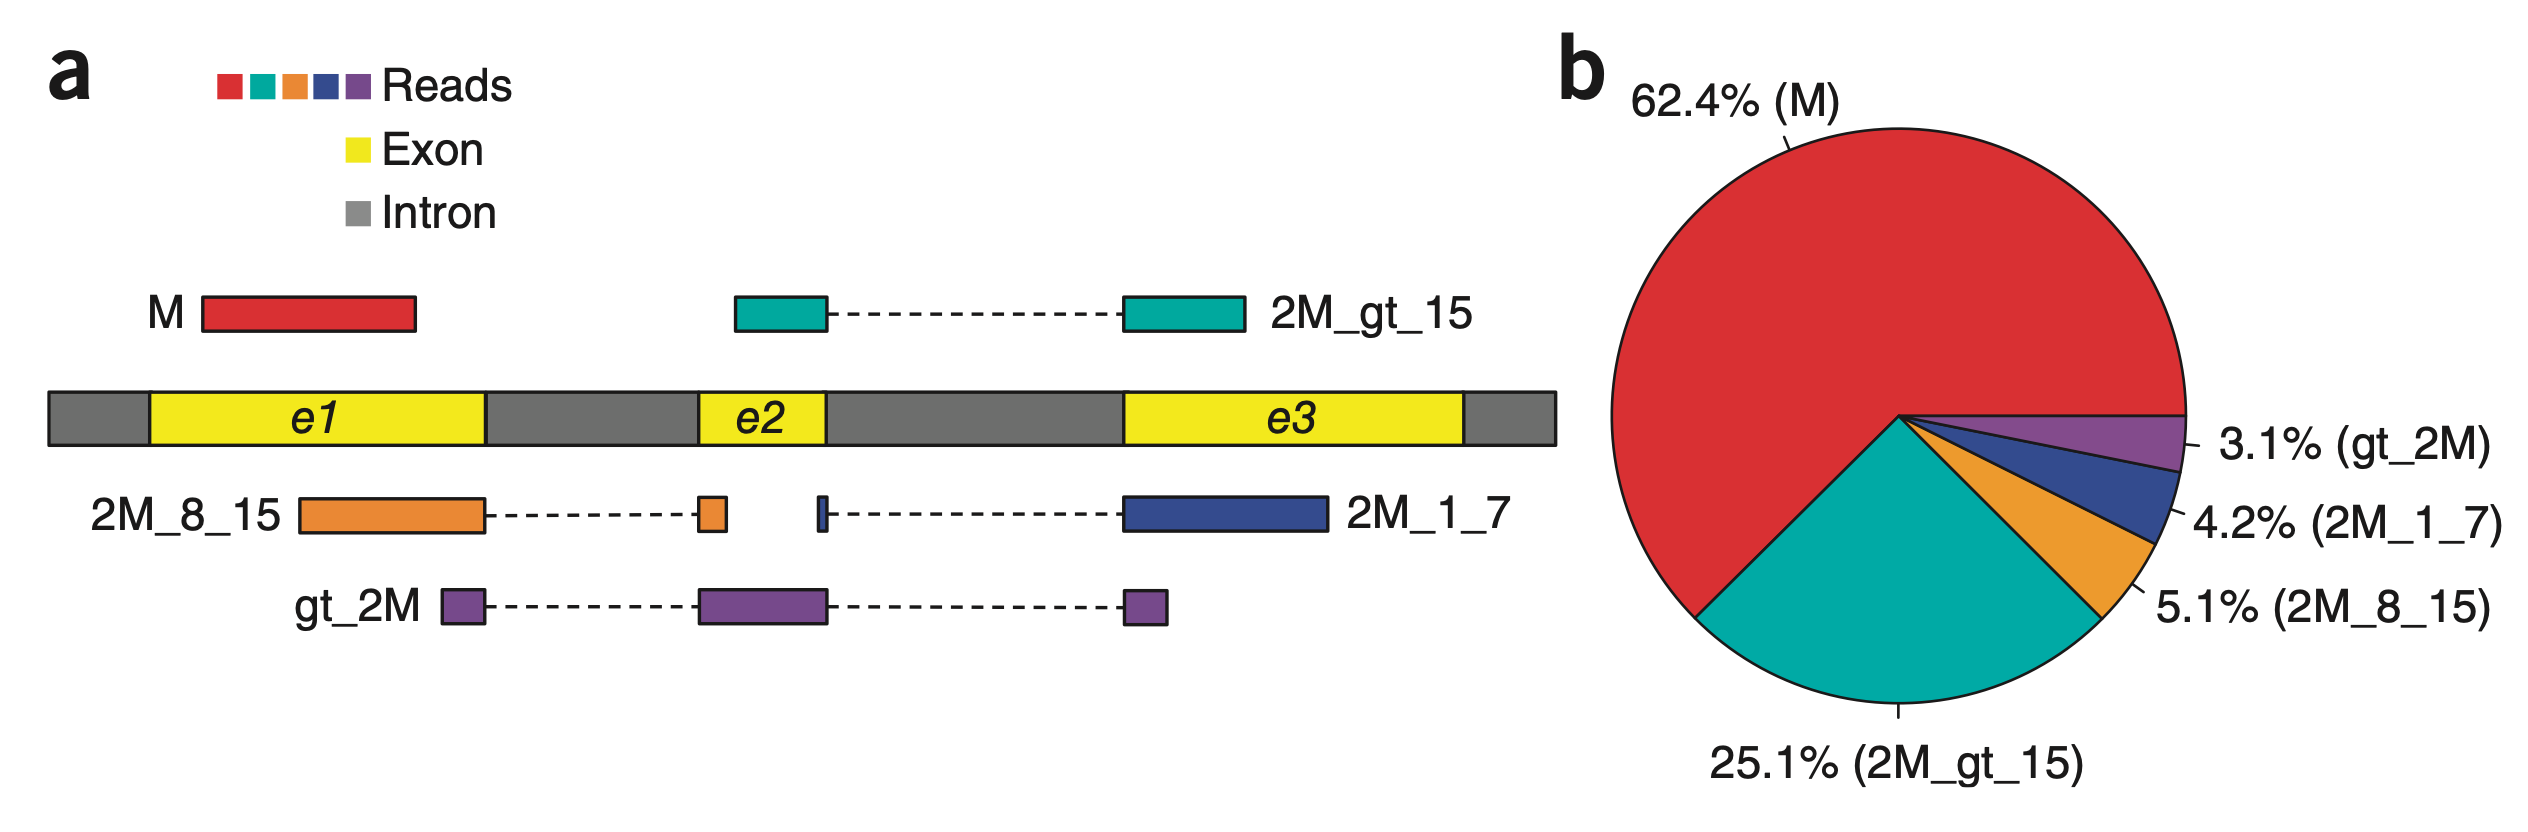 a
Reads
Exon
Intron
M
2M_gt_15
e1
e2
e3
2M_8_15
2M_1_7
gt_2M
b
62.4% (M)
3.1% (gt_2M)
4.2% (2M_1_7)
5.1% (2M_8_15)
25.1% (2M_gt_15)